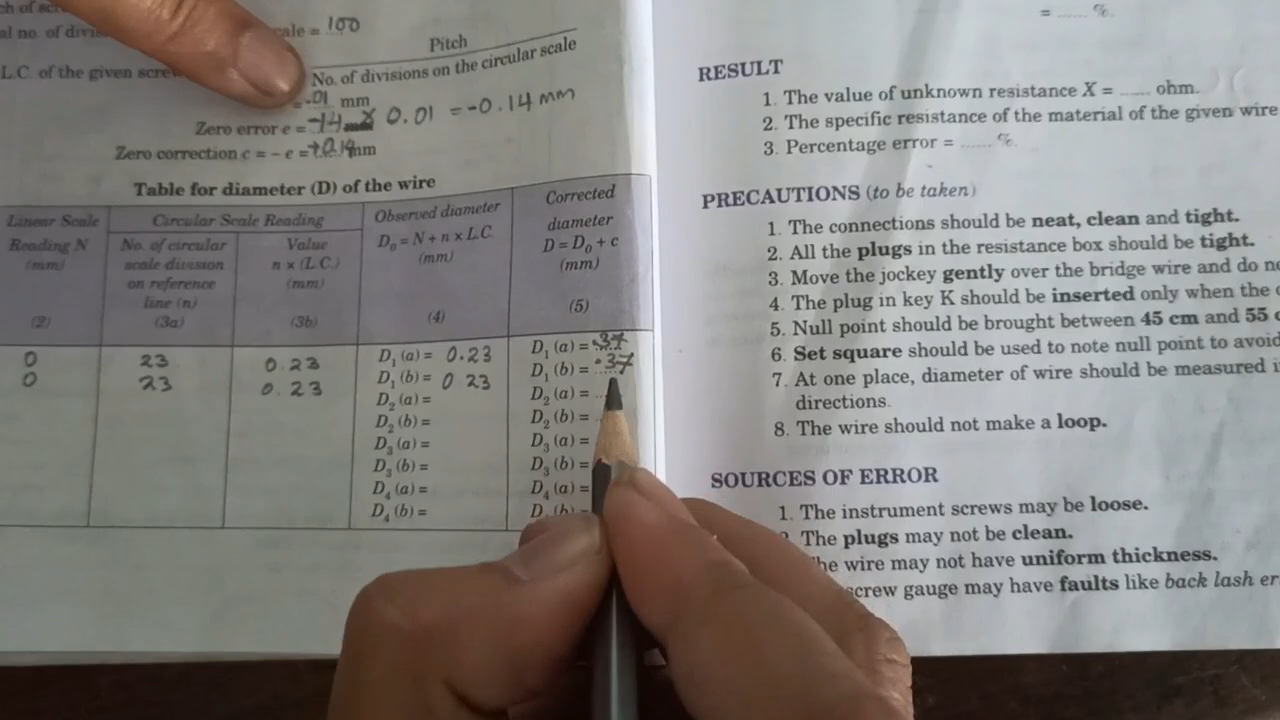 ch of scr
al no. of divis cale = 100
L.C. of the given screw Pitch
No. of divisions on the circular scale
= .01 mm
Zero error e = -14 x 0.01 = -0.14 mm
Zero correction c = – e = +0.14mm
Table for diameter (D) of the wire
Linear Scale Reading N (mm)
Circular Scale Reading
No. of circular scale division on reference line (n)
Value n × (L.C.) (mm)
Observed diameter D0 = N + n × L.C. (mm)
Corrected diameter D = D0 + c (mm)
(2) (3a) (3b) (4) (5)
0 23 0.23 D1 (a) = 0.23 D1 (a) = .37
0 23 0.23 D1 (b) = 0 23 D1 (b) = .37
D2 (a) = D2 (a) = ...
D2 (b) = D2 (b) =
D3 (a) = D3 (a) =
D3 (b) = D3 (b) =
D4 (a) = D4 (a) =
D4 (b) =
= ...... %.
RESULT
1. The value of unknown resistance X = ...... ohm.
2. The specific resistance of the material of the given wire
3. Percentage error = ...... %.
PRECAUTIONS (to be taken)
1. The connections should be neat, clean and tight.
2. All the plugs in the resistance box should be tight.
3. Move the jockey gently over the bridge wire and do
4. The plug in key K should be inserted only when the
5. Null point should be brought between 45 cm and 55
6. Set square should be used to note null point to avoid
7. At one place, diameter of wire should be measured
directions.
8. The wire should not make a loop.
SOURCES OF ERROR
1. The instrument screws may be loose.
The plugs may not be clean.
wire may not have uniform thickness.
screw gauge may have faults like back lash er